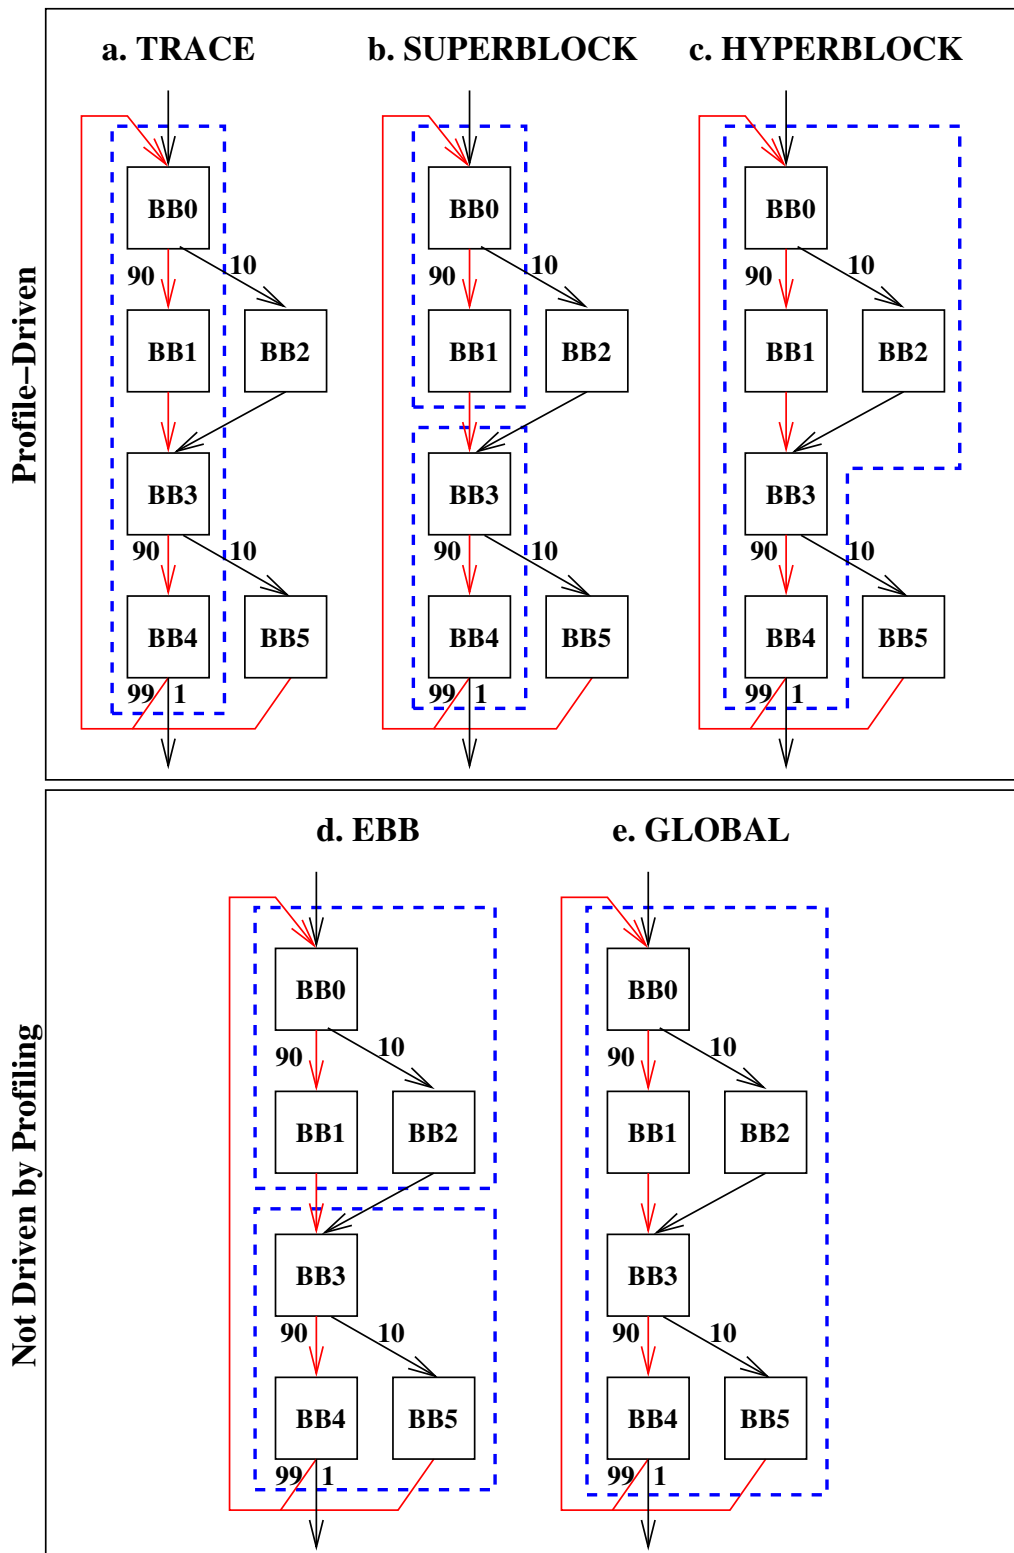 Profile–Driven
a. TRACE
b. SUPERBLOCK
c. HYPERBLOCK
BB0
90
10
BB1
BB2
BB3
90
10
BB4
BB5
99
1
BB0
90
10
BB1
BB2
BB3
90
10
BB4
BB5
99
1
BB0
90
10
BB1
BB2
BB3
90
10
BB4
BB5
99
1
Not Driven by Profiling
d. EBB
e. GLOBAL
BB0
90
10
BB1
BB2
BB3
90
10
BB4
BB5
99
1
BB0
90
10
BB1
BB2
BB3
90
10
BB4
BB5
99
1